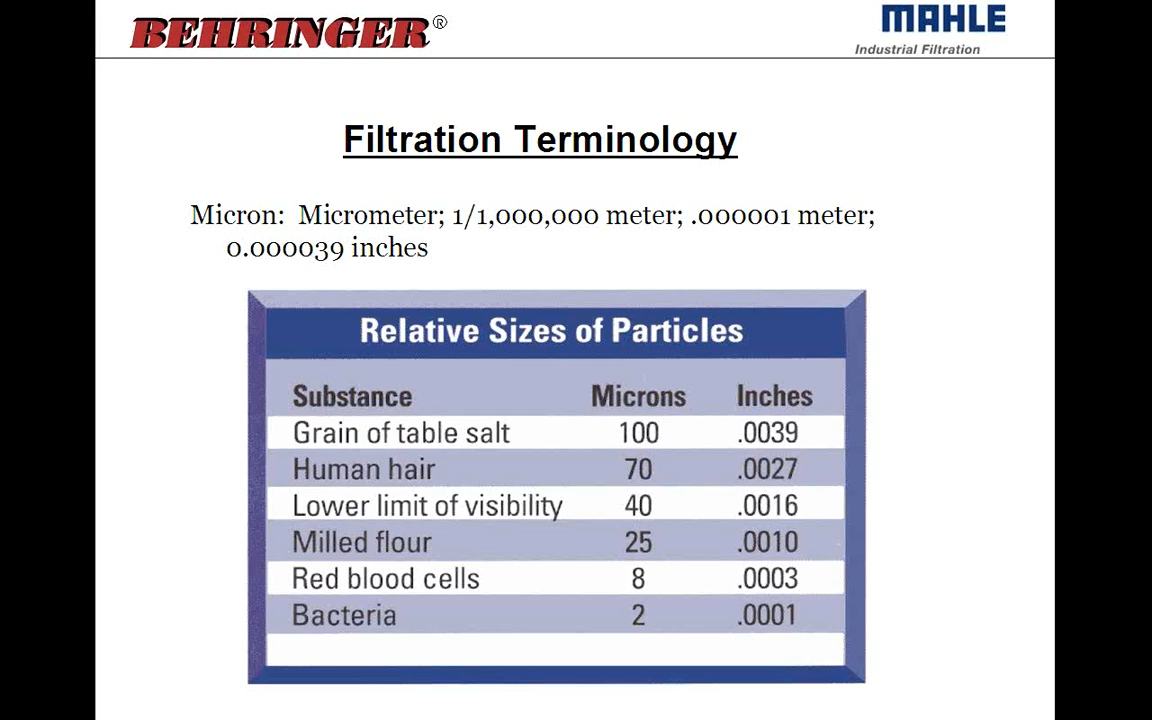 BEHRINGER®
MAHLE
Industrial Filtration
Filtration Terminology
Micron: Micrometer; 1/1,000,000 meter; .000001 meter;
0.000039 inches
Relative Sizes of Particles
Substance Microns Inches
Grain of table salt 100 .0039
Human hair 70 .0027
Lower limit of visibility 40 .0016
Milled flour 25 .0010
Red blood cells 8 .0003
Bacteria 2 .0001